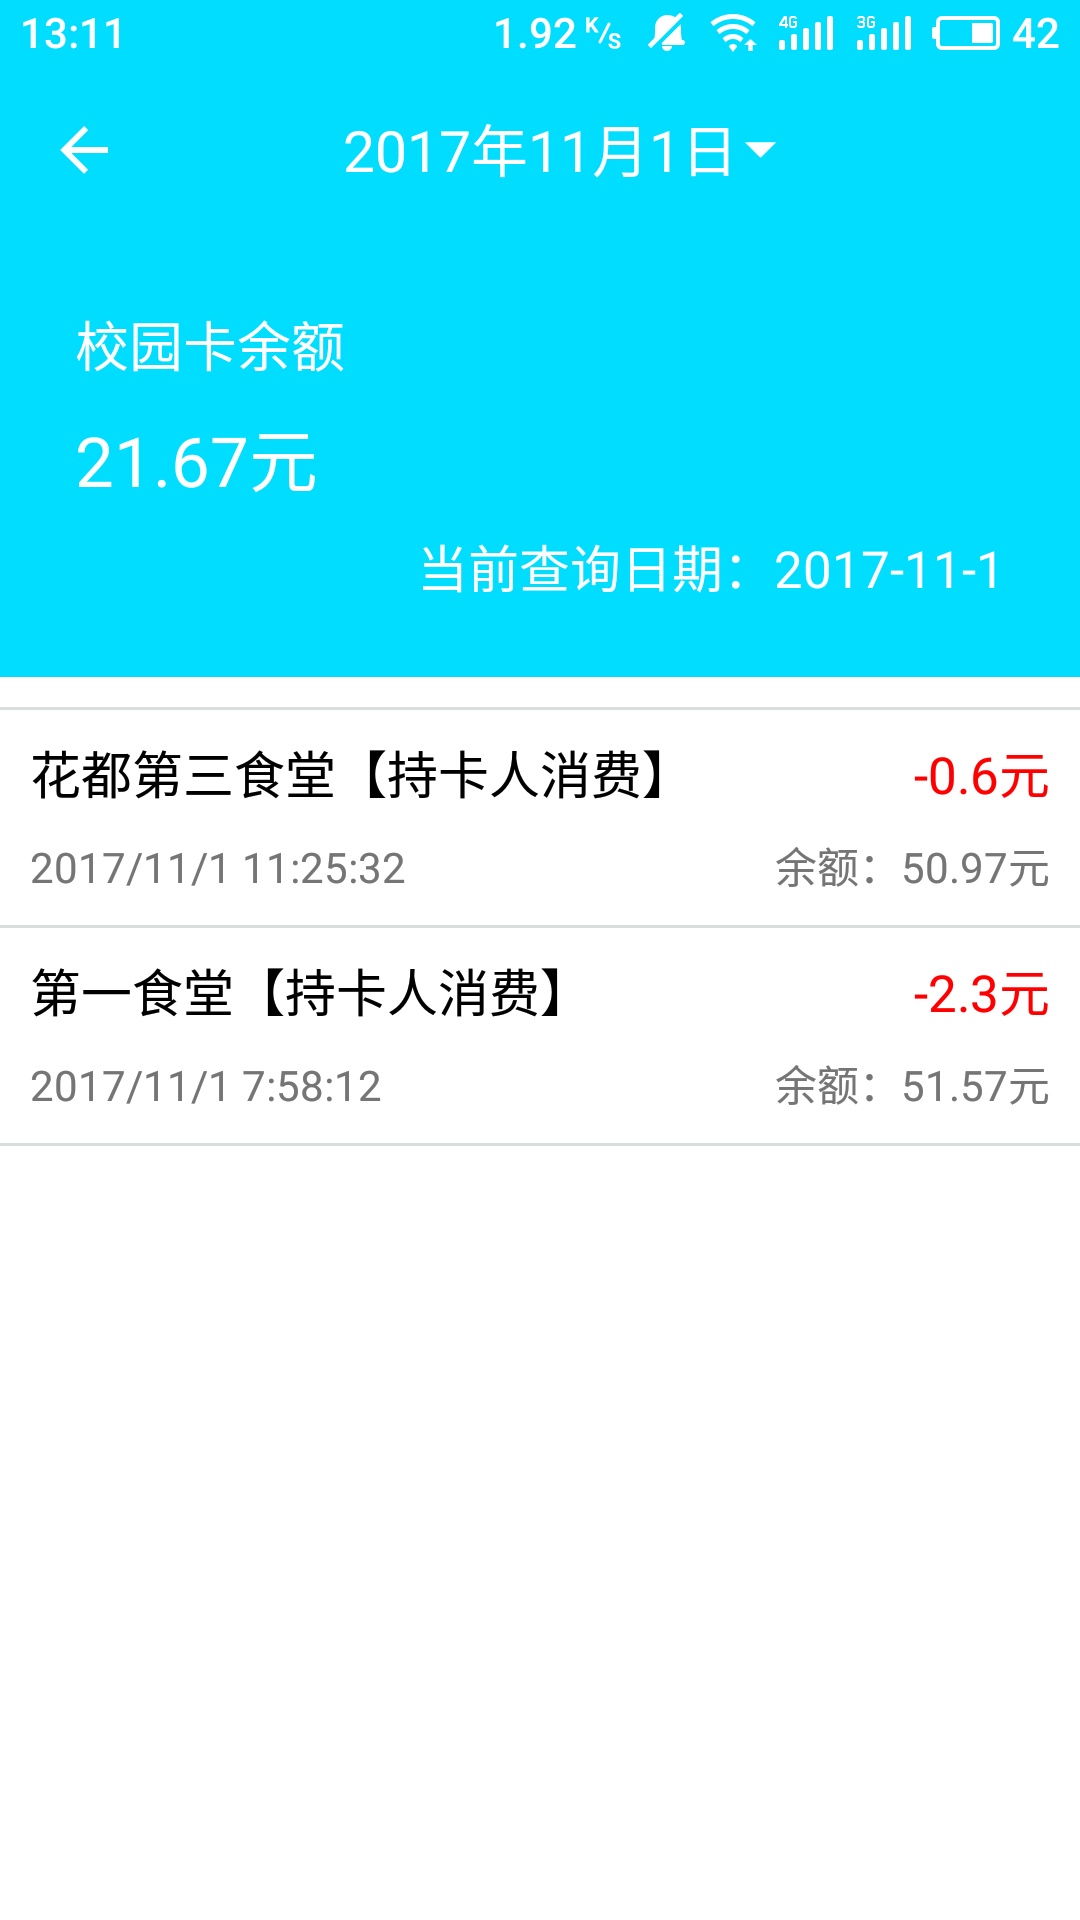 13:11 1.92 K/s 4G 3G 42
2017年11月1日
校园卡余额
21.67元
当前查询日期：2017-11-1
花都第三食堂【持卡人消费】 -0.6元
2017/11/1 11:25:32 余额：50.97元
第一食堂【持卡人消费】 -2.3元
2017/11/1 7:58:12 余额：51.57元